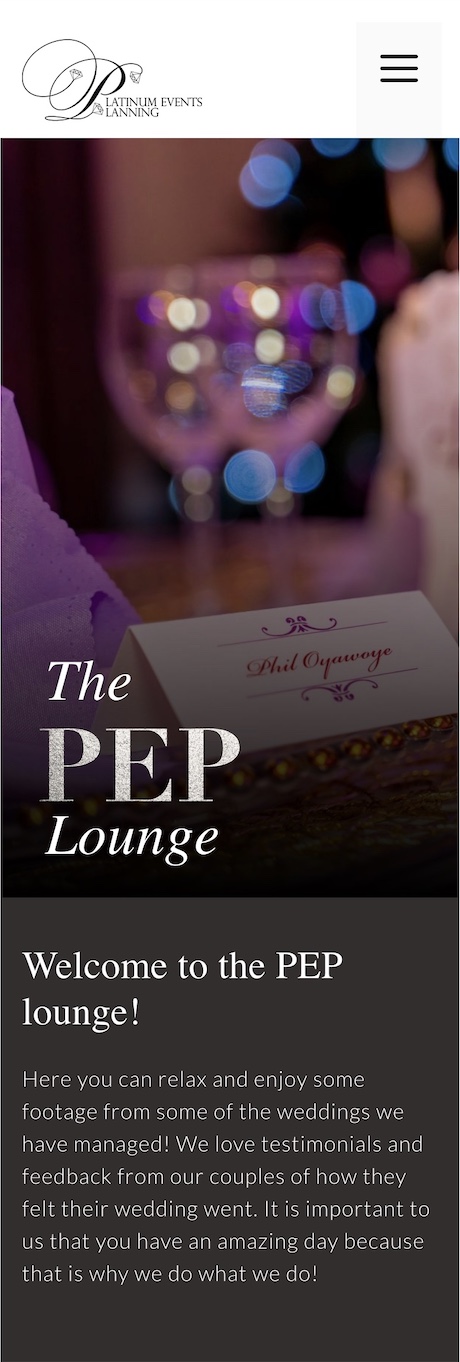 PLATINUM EVENTS
PLANNING
Phil Oyawoye
The
PEP
Lounge
Welcome to the PEP
lounge!
Here you can relax and enjoy some
footage from some of the weddings we
have managed! We love testimonials and
feedback from our couples of how they
felt their wedding went. It is important to
us that you have an amazing day because
that is why we do what we do!